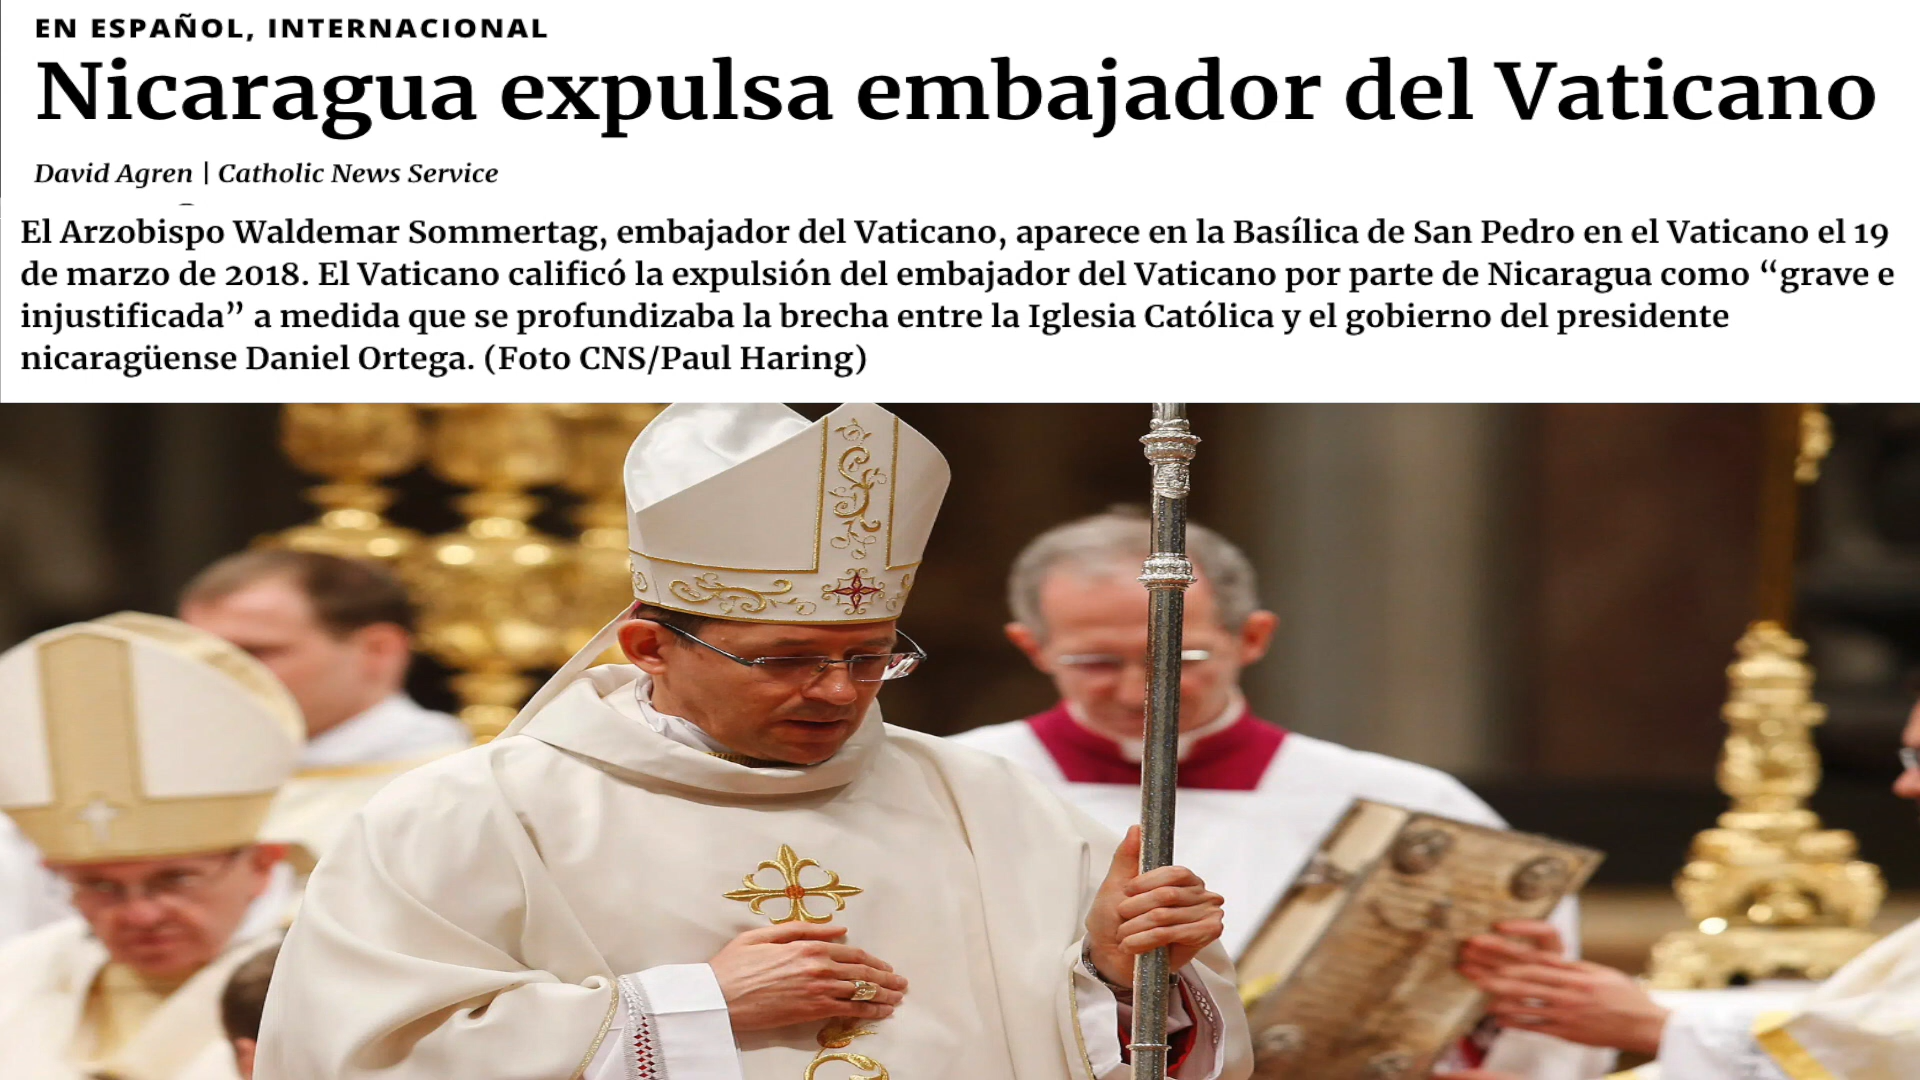 EN ESPAÑOL, INTERNACIONAL
Nicaragua expulsa embajador del Vaticano
David Agren | Catholic News Service
El Arzobispo Waldemar Sommertag, embajador del Vaticano, aparece en la Basílica de San Pedro en el Vaticano el 19
de marzo de 2018. El Vaticano calificó la expulsión del embajador del Vaticano por parte de Nicaragua como “grave e
injustificada” a medida que se profundizaba la brecha entre la Iglesia Católica y el gobierno del presidente
nicaragüense Daniel Ortega. (Foto CNS/Paul Haring)